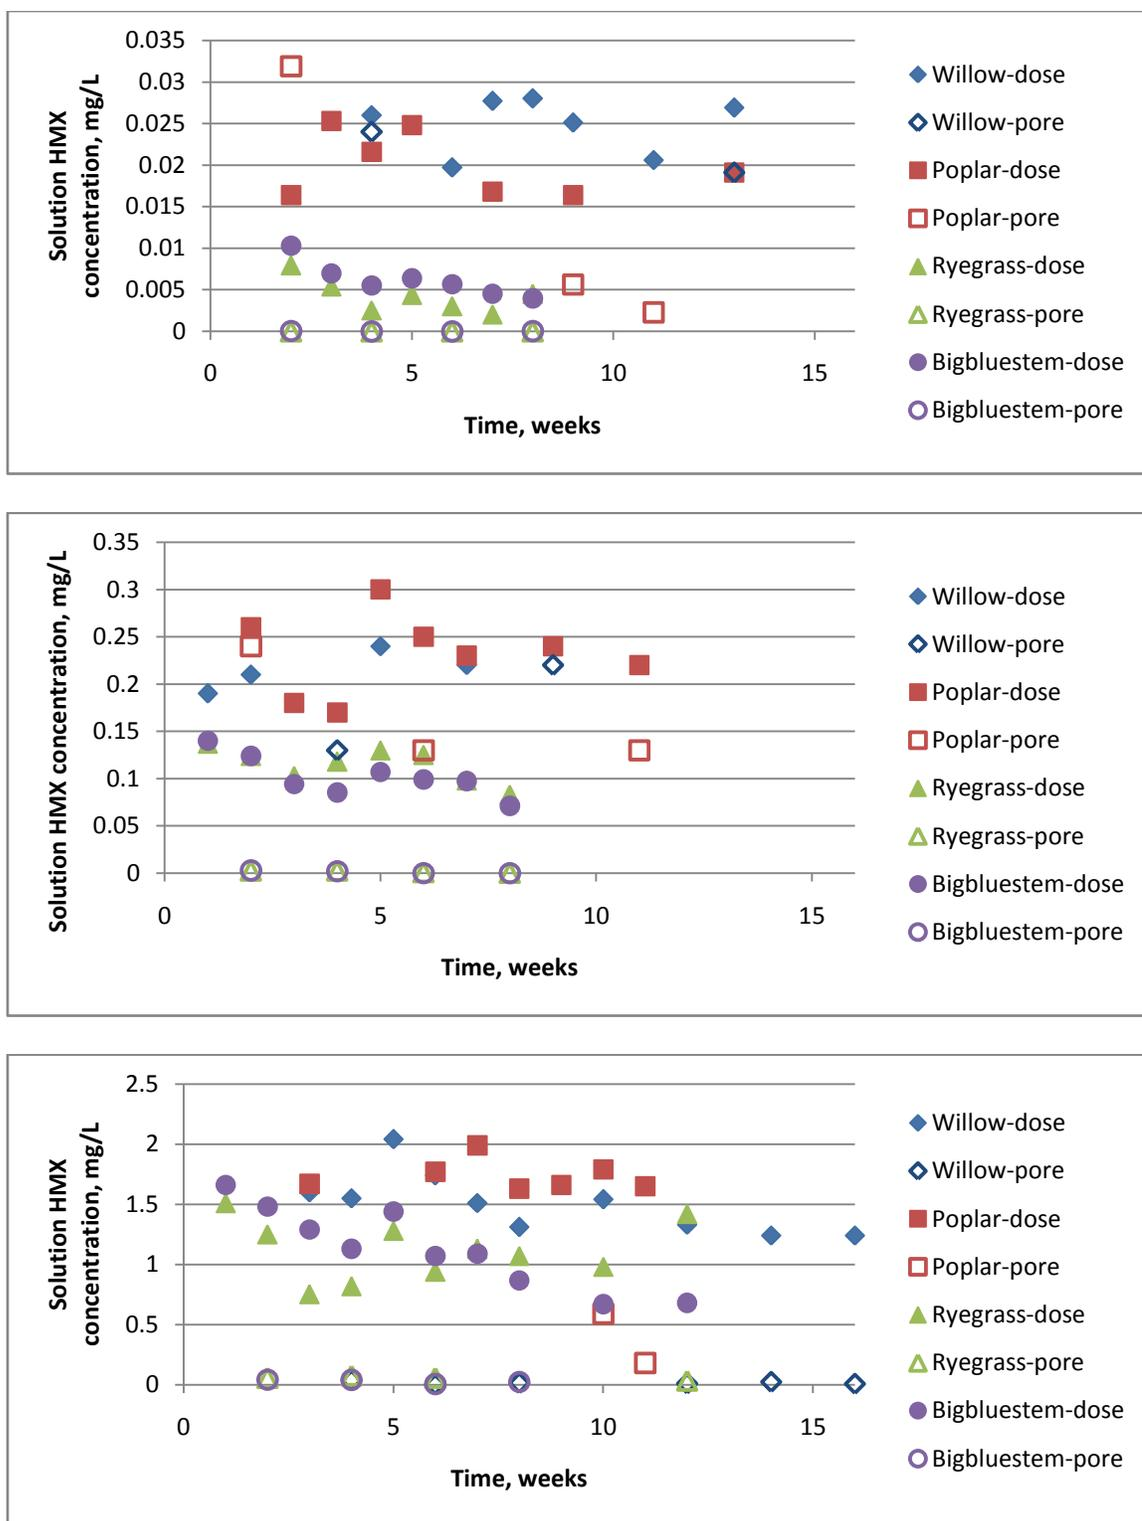 0.035
0.03
0.025
0.02
0.015
0.01
0.005
0
Solution HMX
concentration, mg/L
0 5 10 15
Time, weeks
Willow-dose
Willow-pore
Poplar-dose
Poplar-pore
Ryegrass-dose
Ryegrass-pore
Bigbluestem-dose
Bigbluestem-pore
0.35
0.3
0.25
0.2
0.15
0.1
0.05
0
Solution HMX concentration, mg/L
0 5 10 15
Time, weeks
Willow-dose
Willow-pore
Poplar-dose
Poplar-pore
Ryegrass-dose
Ryegrass-pore
Bigbluestem-dose
Bigbluestem-pore
2.5
2
1.5
1
0.5
0
Solution HMX
concentration, mg/L
0 5 10 15
Time, weeks
Willow-dose
Willow-pore
Poplar-dose
Poplar-pore
Ryegrass-dose
Ryegrass-pore
Bigbluestem-dose
Bigbluestem-pore